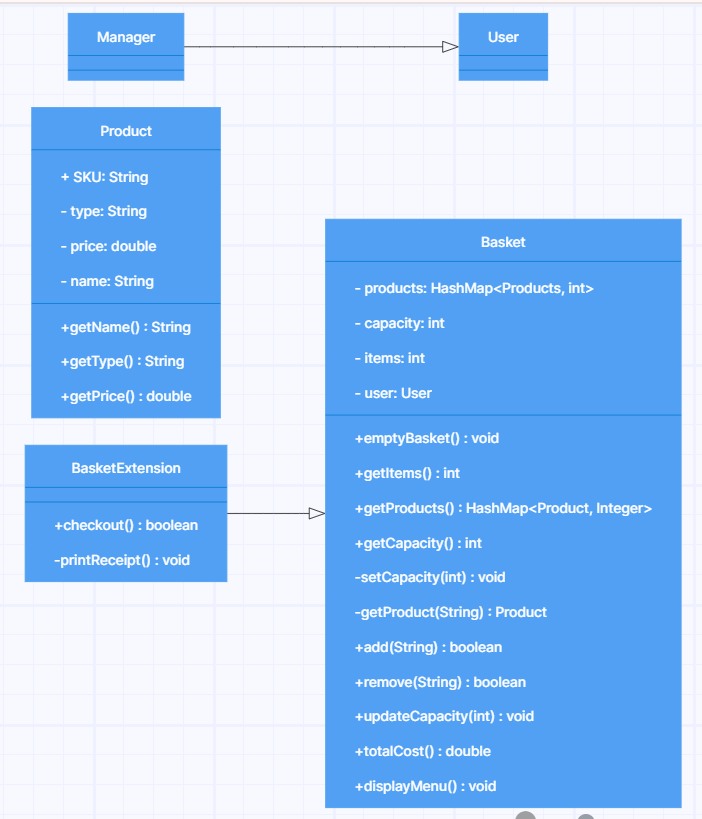 Manager
User
Product
+ SKU: String
- type: String
- price: double
- name: String
+getName() : String
+getType() : String
+getPrice() : double
BasketExtension
+checkout() : boolean
-printReceipt() : void
Basket
- products: HashMap<Products, int>
- capacity: int
- items: int
- user: User
+emptyBasket() : void
+getItems() : int
+getProducts() : HashMap<Product, Integer>
+getCapacity() : int
-setCapacity(int) : void
-getProduct(String) : Product
+add(String) : boolean
+remove(String) : boolean
+updateCapacity(int) : void
+totalCost() : double
+displayMenu() : void